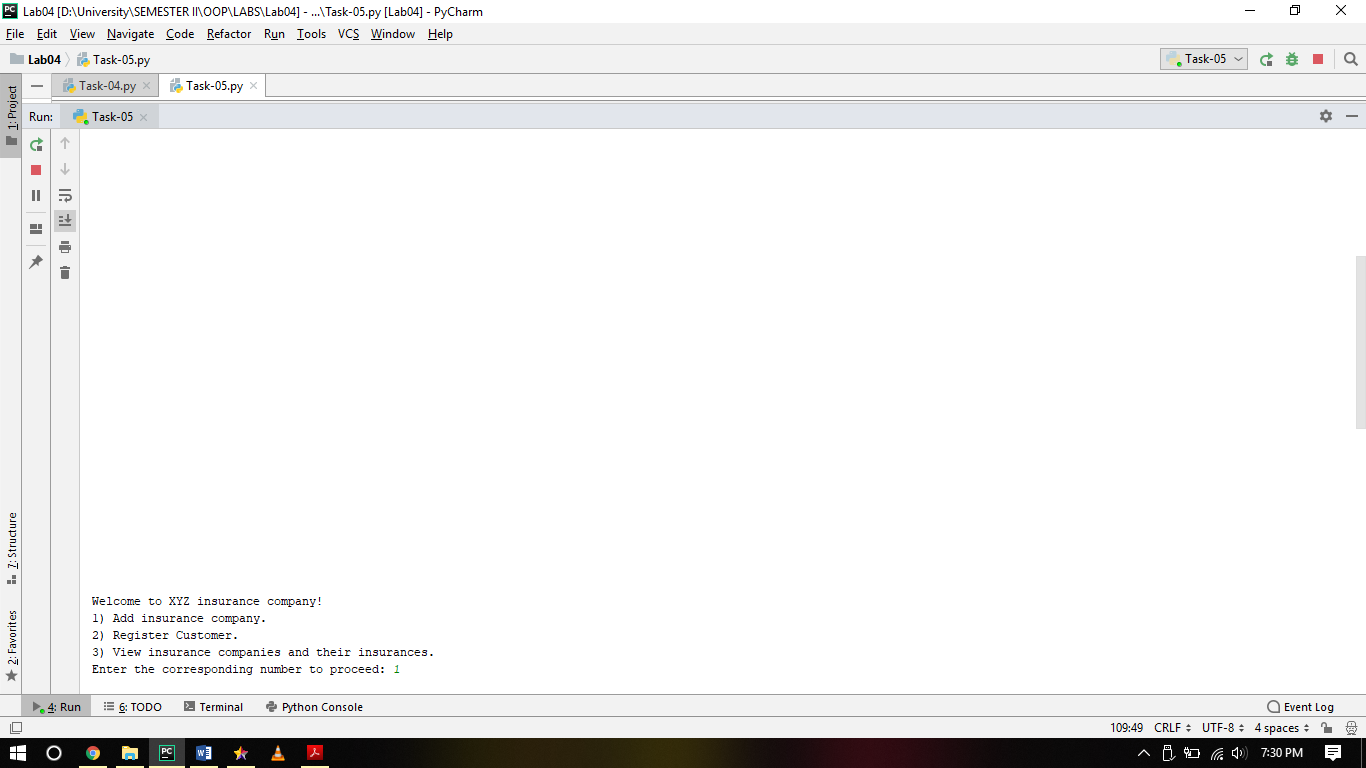 Lab04 [D:\University\SEMESTER II\OOP\LABS\Lab04] - ...\Task-05.py [Lab04] - PyCharm
File Edit View Navigate Code Refactor Run Tools VCS Window Help
Lab04 Task-05.py
Task-05
Task-04.py
Task-05.py
1: Project
Run: Task-05
Welcome to XYZ insurance company!
1) Add insurance company.
2) Register Customer.
3) View insurance companies and their insurances.
Enter the corresponding number to proceed: 1
7: Structure
2: Favorites
4: Run 6: TODO Terminal Python Console Event Log
109:49 CRLF UTF-8 4 spaces
7:30 PM